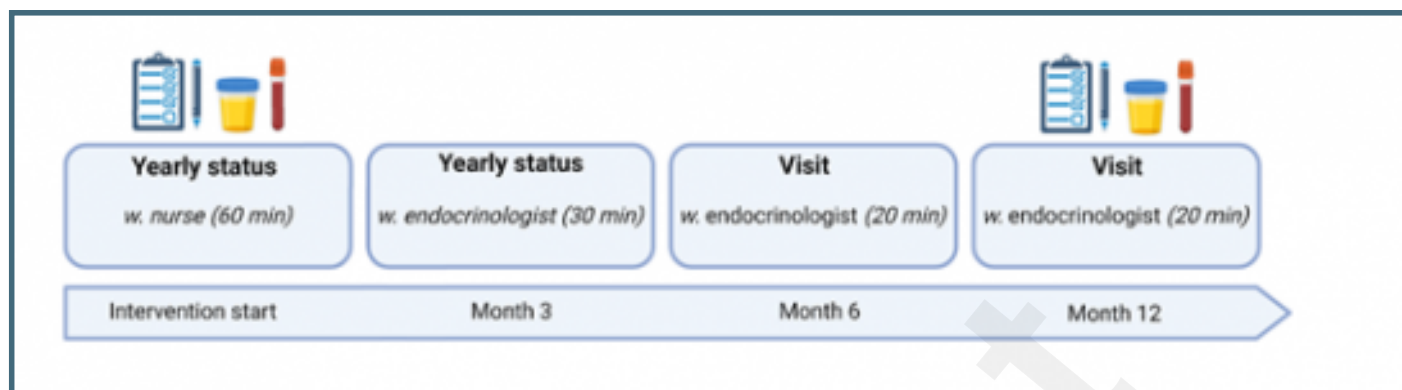 Yearly status
w. nurse (60 min)
Yearly status
w. endocrinologist (30 min)
Visit
w. endocrinologist (20 min)
Visit
w. endocrinologist (20 min)
Intervention start
Month 3
Month 6
Month 12